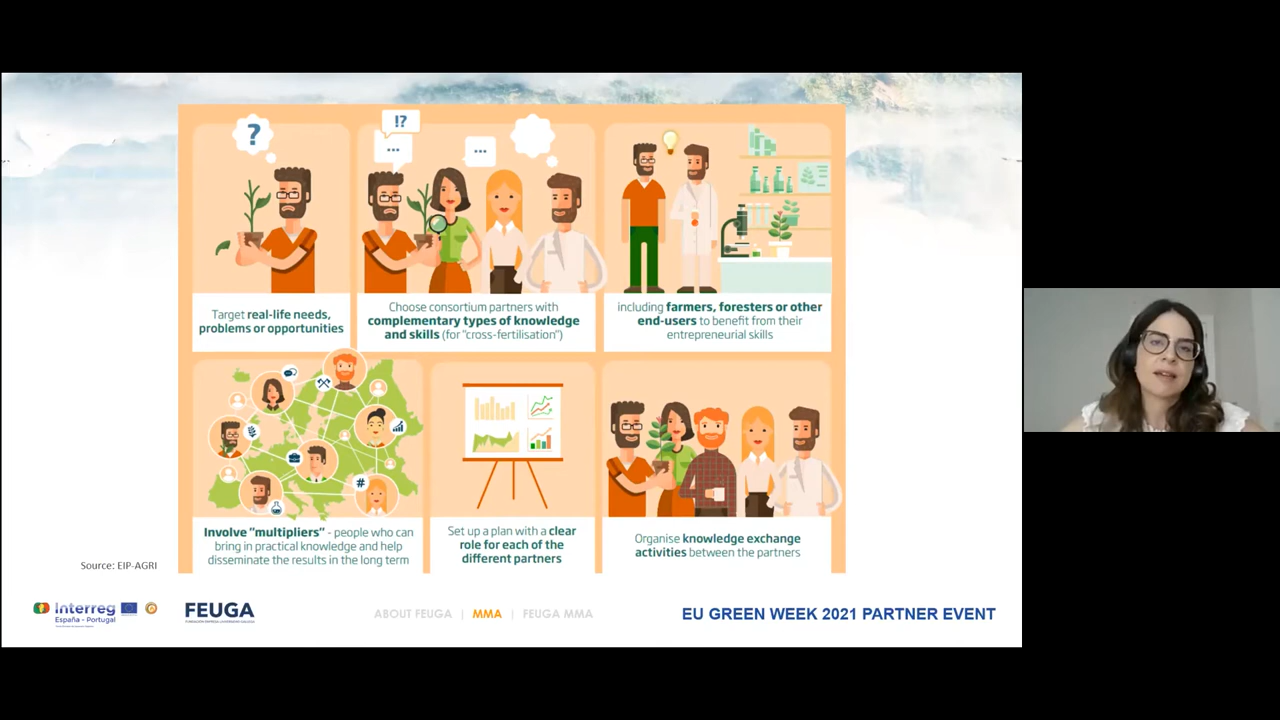 ?
!?
...
...
Target real-life needs,
problems or opportunities
Choose consortium partners with
complementary types of knowledge
and skills (for "cross-fertilisation")
including farmers, foresters or other
end-users to benefit from their
entrepreneurial skills
#
Involve "multipliers" - people who can
bring in practical knowledge and help
disseminate the results in the long term
Set up a plan with a clear
role for each of the
different partners
Organise knowledge exchange
activities between the partners
Source: EIP-AGRI
Interreg
España - Portugal
FEUGA
ABOUT FEUGA | MMA | FEUGA MMA
EU GREEN WEEK 2021 PARTNER EVENT